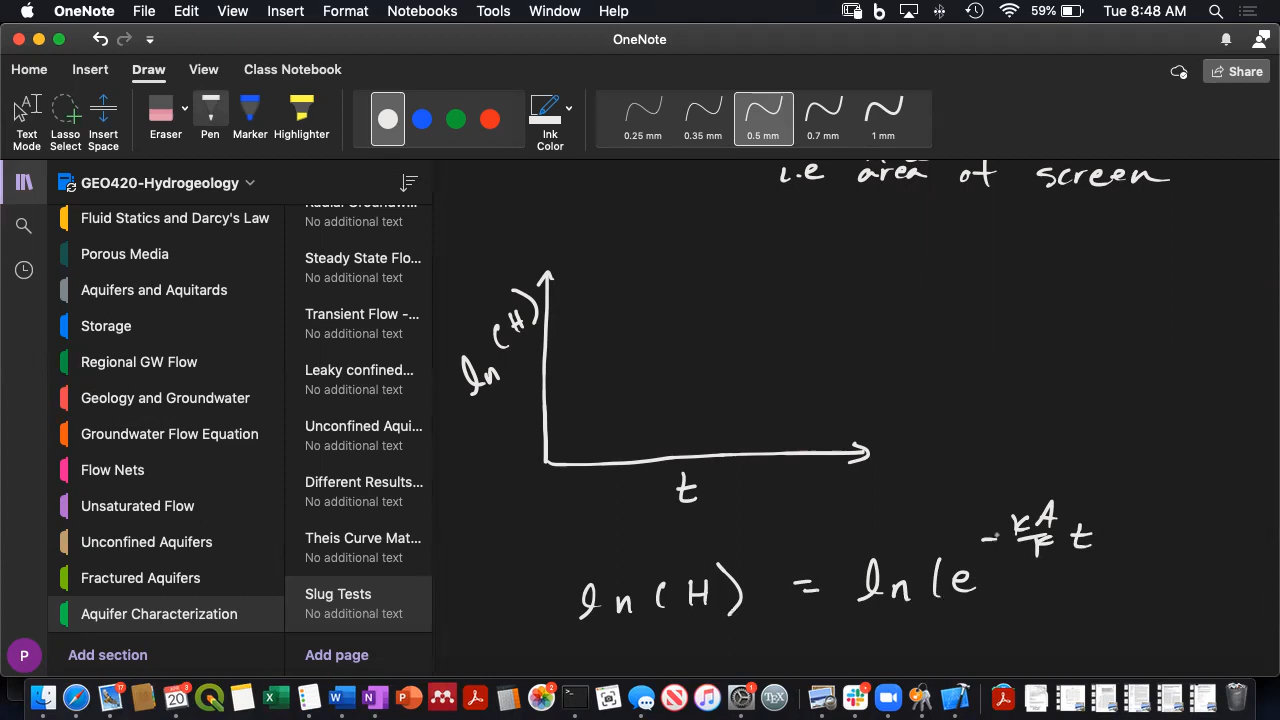 OneNote File Edit View Insert Format Notebooks Tools Window Help 59% Tue 8:48 AM
OneNote
Home Insert Draw View Class Notebook Share
Text Mode Lasso Select Insert Space Eraser Pen Marker Highlighter Ink Color 0.25 mm 0.35 mm 0.5 mm 0.7 mm 1 mm
GEO420-Hydrogeology
Fluid Statics and Darcy's Law
Porous Media
Aquifers and Aquitards
Storage
Regional GW Flow
Geology and Groundwater
Groundwater Flow Equation
Flow Nets
Unsaturated Flow
Unconfined Aquifers
Fractured Aquifers
Aquifer Characterization
P
Add section
No additional text
Steady State Flo...
No additional text
Transient Flow -...
No additional text
Leaky confined...
No additional text
Unconfined Aqui...
No additional text
Different Results...
No additional text
Theis Curve Mat...
No additional text
Slug Tests
No additional text
Add page
i.e area of screen
ln(H)
t
ln(H) = ln(e
t
17
APR
20
3
2
TEX